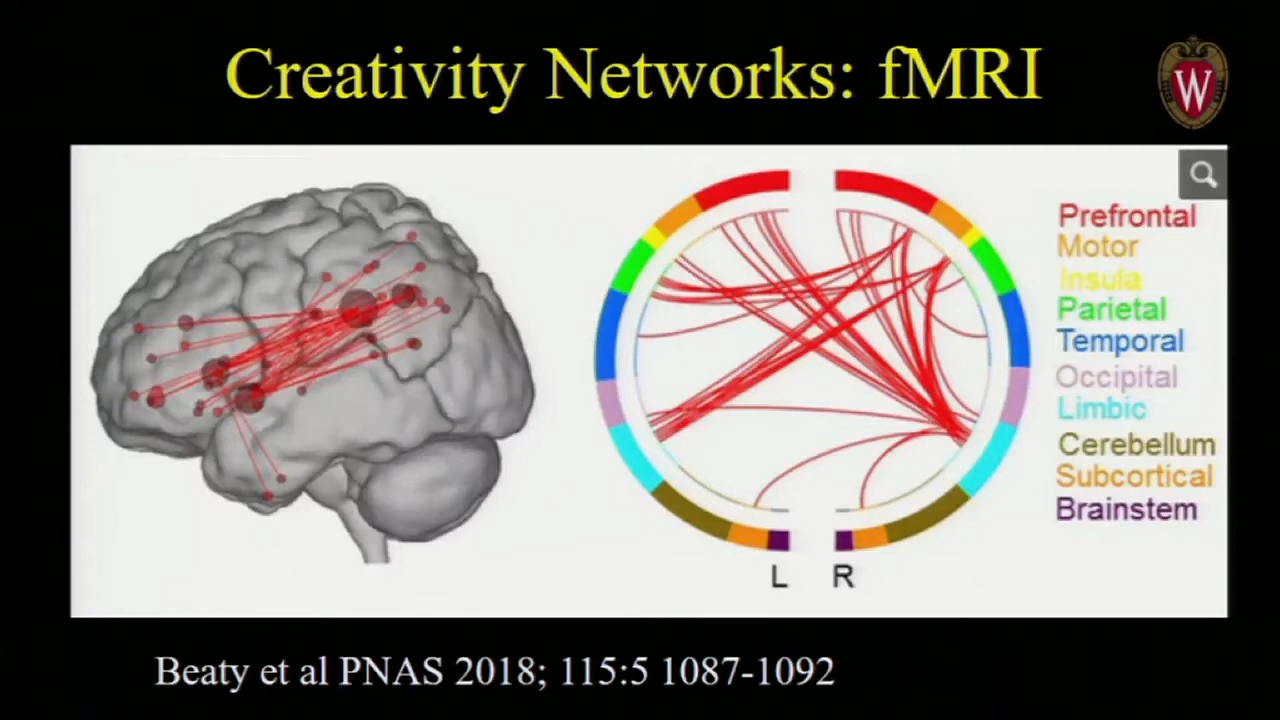 Creativity Networks: fMRI
W
Prefrontal
Motor
Insula
Parietal
Temporal
Occipital
Limbic
Cerebellum
Subcortical
Brainstem
L R
Beaty et al PNAS 2018; 115:5 1087-1092